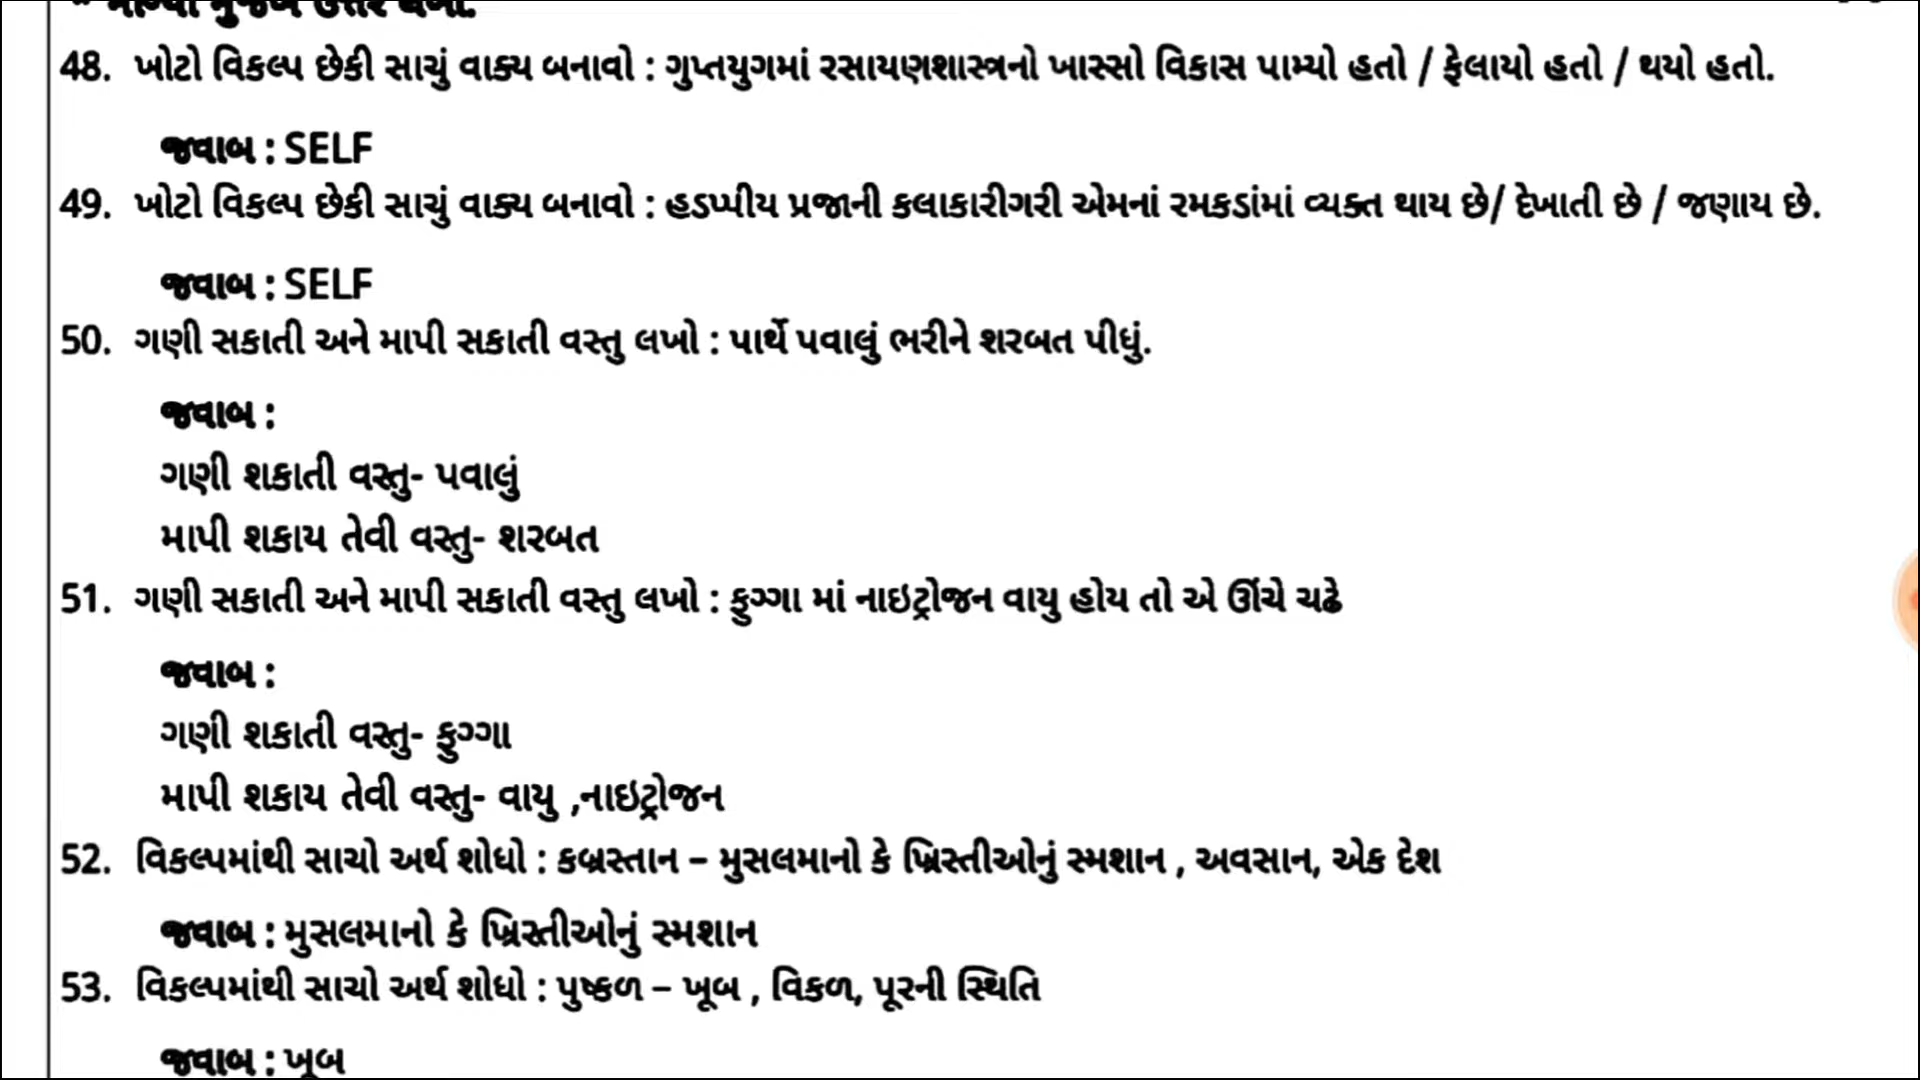 48. ખોટો વિકલ્પ છેકી સાચું વાક્ય બનાવો : ગુપ્તયુગમાં રસાયણશાસ્ત્રનો ખાસ્સો વિકાસ પામ્યો હતો / ફેલાયો હતો / થયો હતો.
જવાબ : SELF
49. ખોટો વિકલ્પ છેકી સાચું વાક્ય બનાવો : હડપ્પીય પ્રજાની કલાકારીગરી એમનાં રમકડાંમાં વ્યક્ત થાય છે/ દેખાતી છે / જણાય છે.
જવાબ : SELF
50. ગણી સકાતી અને માપી સકાતી વસ્તુ લખો : પાર્થે પવાલું ભરીને શરબત પીધું.
જવાબ :
ગણી શકાતી વસ્તુ- પવાલું
માપી શકાય તેવી વસ્તુ- શરબત
51. ગણી સકાતી અને માપી સકાતી વસ્તુ લખો : ફુગ્ગા માં નાઇટ્રોજન વાયુ હોય તો એ ઊંચે ચઢે
જવાબ :
ગણી શકાતી વસ્તુ- ફુગ્ગા
માપી શકાય તેવી વસ્તુ- વાયુ ,નાઇટ્રોજન
52. વિકલ્પમાંથી સાચો અર્થ શોધો : કબ્રસ્તાન – મુસલમાનો કે ખ્રિસ્તીઓનું સ્મશાન , અવસાન, એક દેશ
જવાબ : મુસલમાનો કે ખ્રિસ્તીઓનું સ્મશાન
53. વિકલ્પમાંથી સાચો અર્થ શોધો : પુષ્કળ – ખૂબ , વિકળ, પૂરની સ્થિતિ
જવાબ : ખૂબ